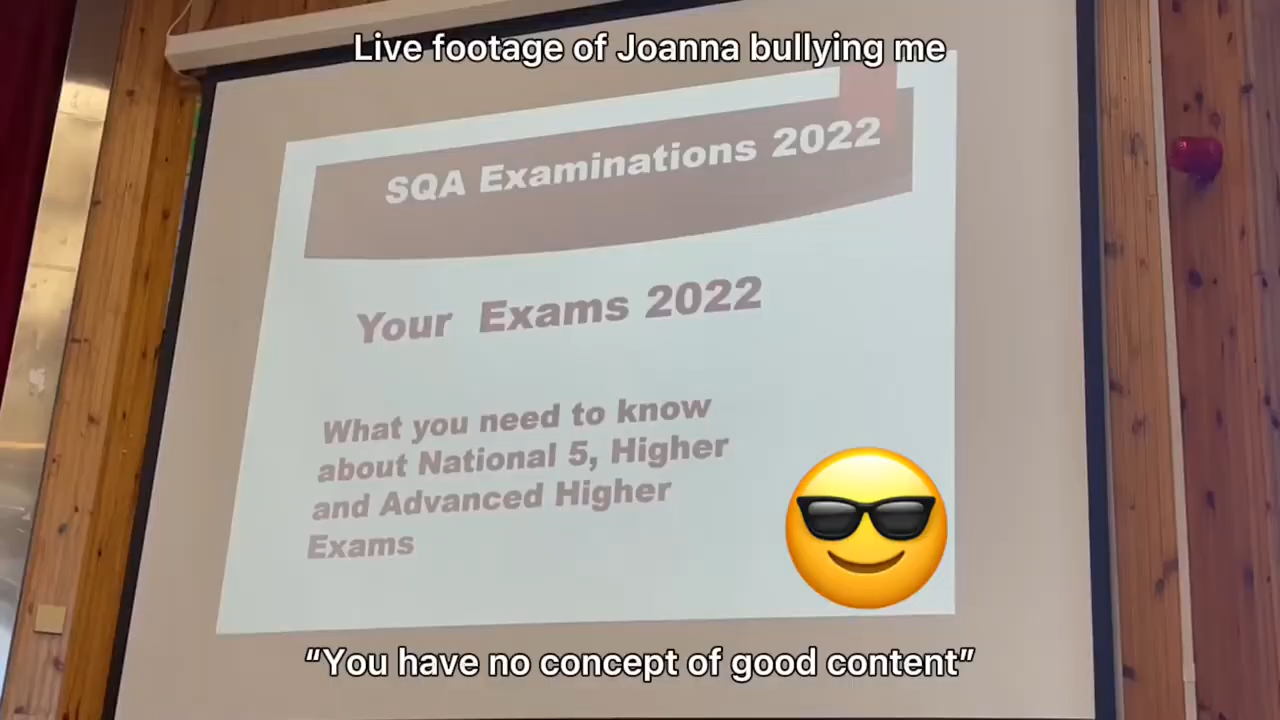 Live footage of Joanna bullying me
SQA Examinations 2022
Your Exams 2022
What you need to know
about National 5, Higher
and Advanced Higher
Exams
“You have no concept of good content”